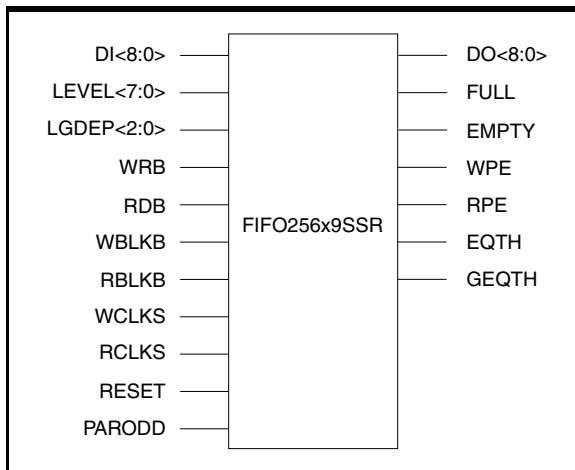 DI<8:0>
LEVEL<7:0>
LGDEP<2:0>
WRB
RDB
WBLKB
RBLKB
WCLKS
RCLKS
RESET
PARODD
FIFO256x9SSR
DO<8:0>
FULL
EMPTY
WPE
RPE
EQTH
GEQTH